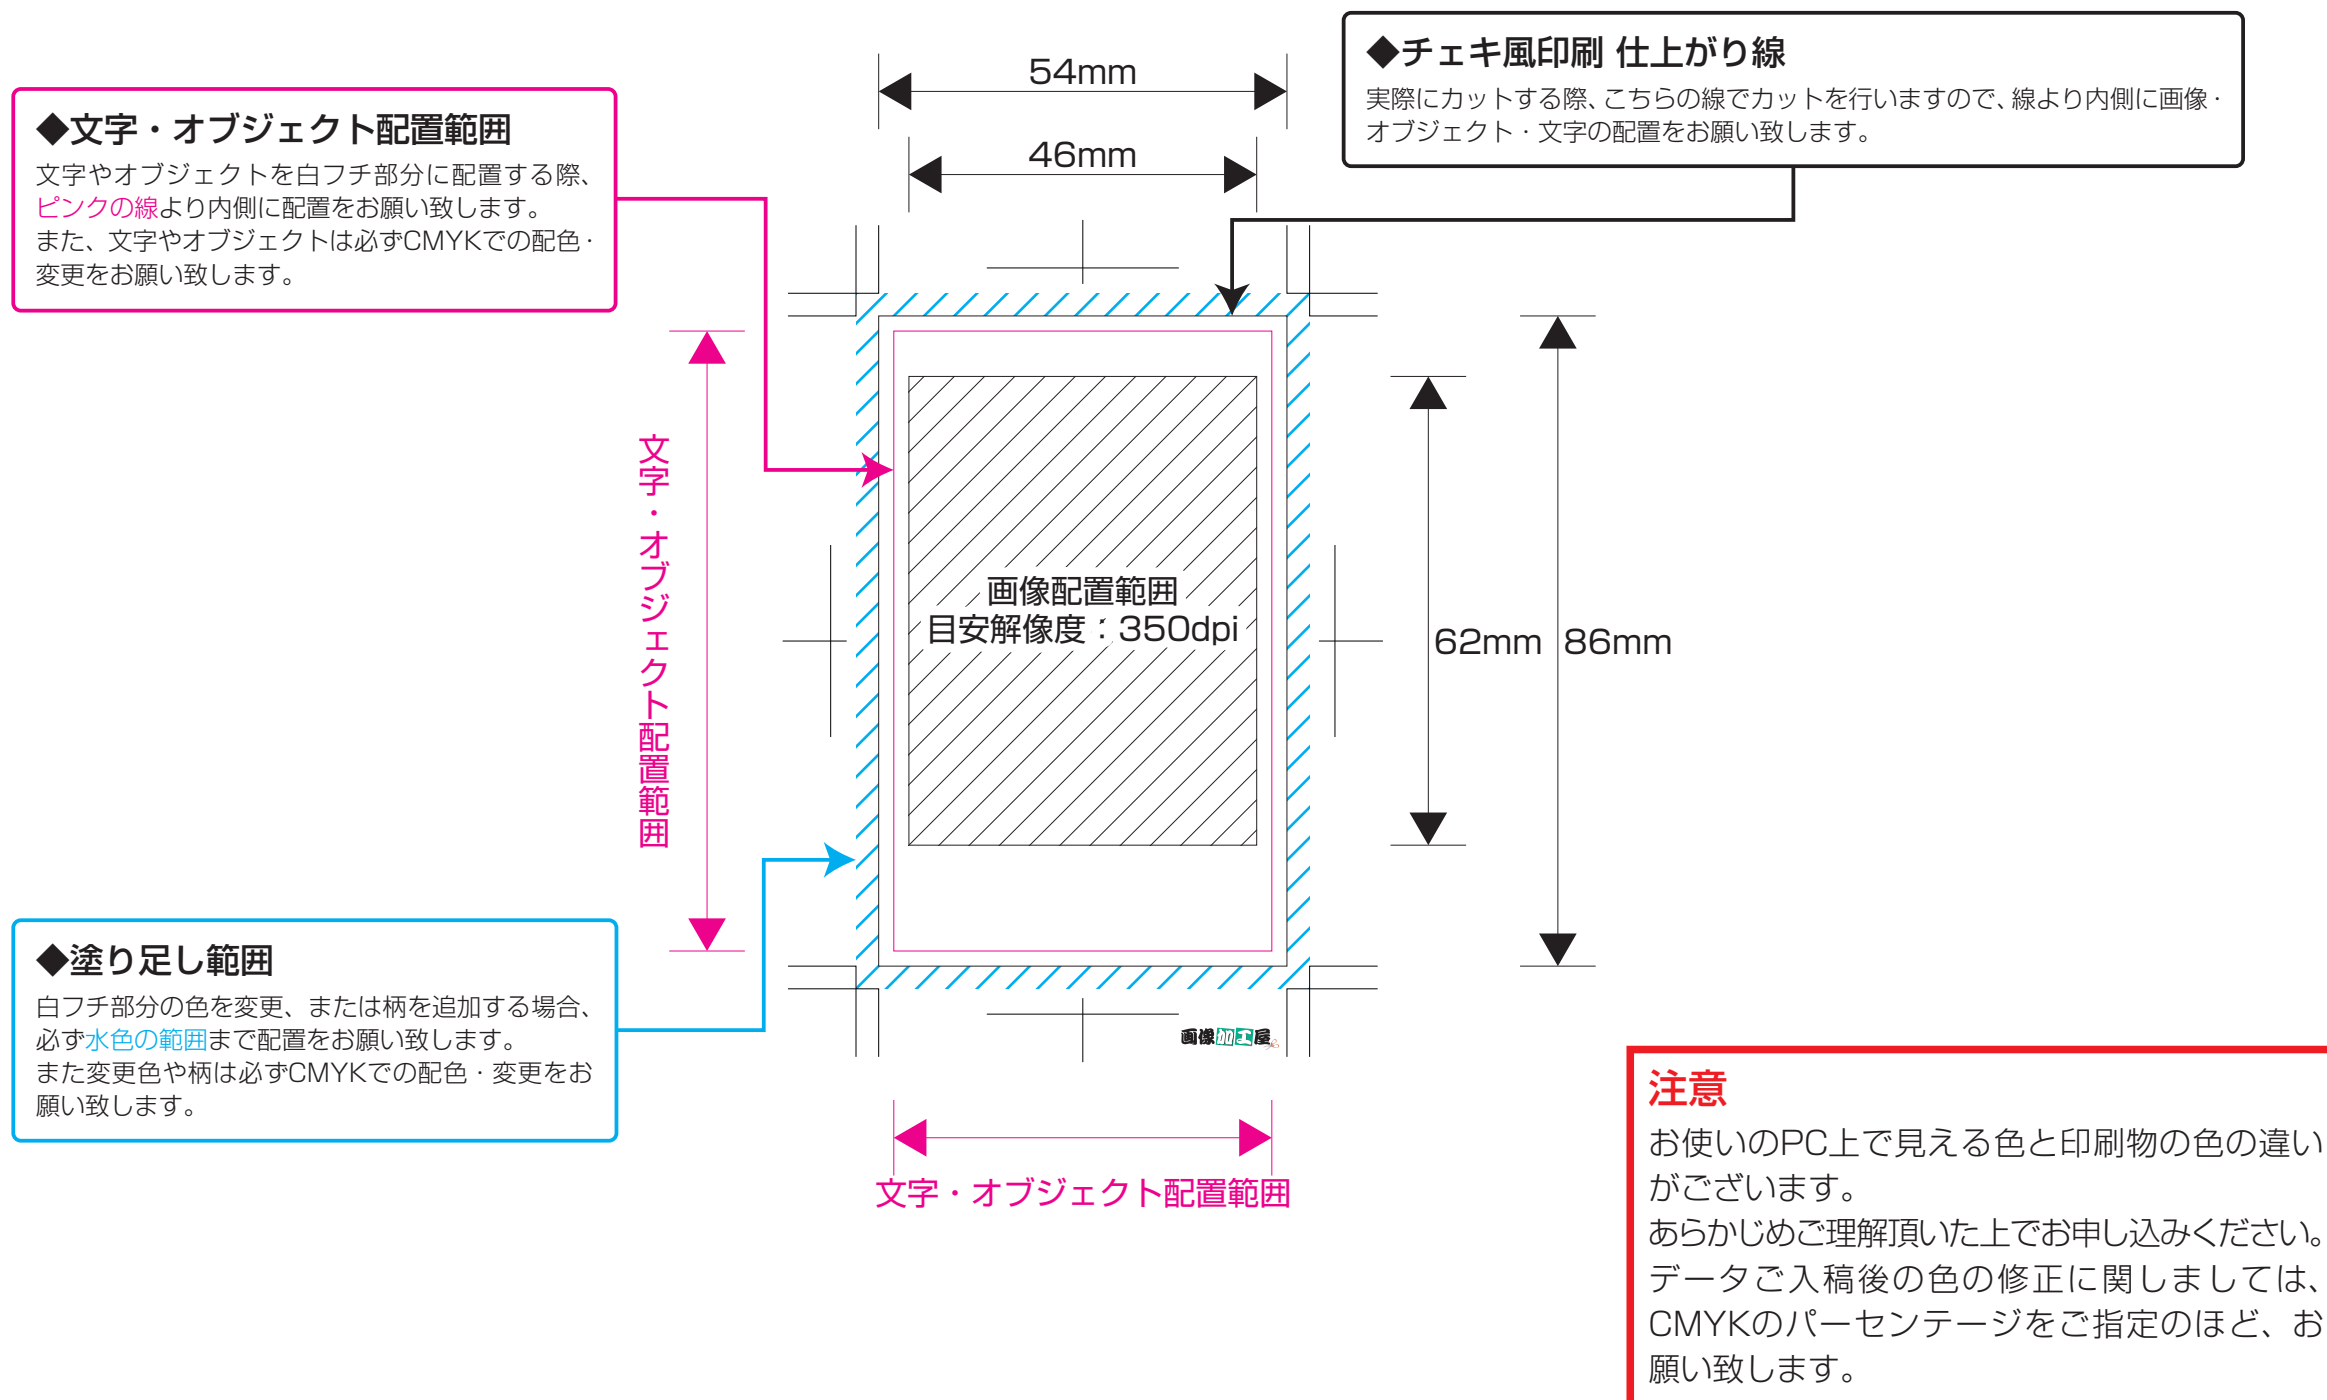 ◆文字・オブジェクト配置範囲
文字やオブジェクトを白フチ部分に配置する際、
ピンクの線より内側に配置をお願い致します。
また、文字やオブジェクトは必ずCMYKでの配色・
変更をお願い致します。
54mm
46mm
◆チェキ風印刷 仕上がり線
実際にカットする際、こちらの線でカットを行いますので、線より内側に画像・
オブジェクト・文字の配置をお願い致します。
文字・オブジェクト配置範囲
画像配置範囲
目安解像度：350dpi
62mm
86mm
◆塗り足し範囲
白フチ部分の色を変更、または柄を追加する場合、
必ず水色の範囲まで配置をお願い致します。
また変更色や柄は必ずCMYKでの配色・変更をお
願い致します。
画像加工屋
文字・オブジェクト配置範囲
注意
お使いのPC上で見える色と印刷物の色の違い
がございます。
あらかじめご理解頂いた上でお申し込みください。
データご入稿後の色の修正に関しましては、
CMYKのパーセンテージをご指定のほど、お
願い致します。